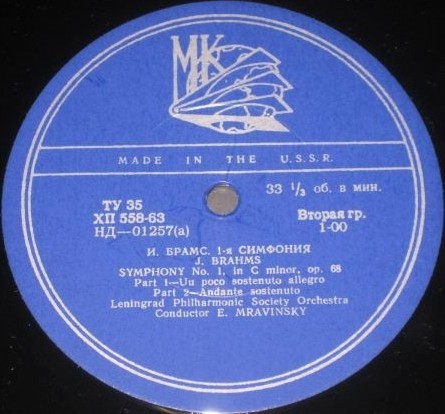 МК
MADE IN THE U.S.S.R.
33 1/3 об. в мин.
ТУ 35
ХП 558-63
НД—01257(а)
Вторая гр.
1-00
И. БРАМС. 1-я СИМФОНИЯ
J. BRAHMS
SYMPHONY No. 1, in C minor, op. 68
Part 1—Uu poco sostenuto allegro
Part 2—Andante sostenuto
Leningrad Philharmonic Society Orchestra
Conductor E. MRAVINSKY